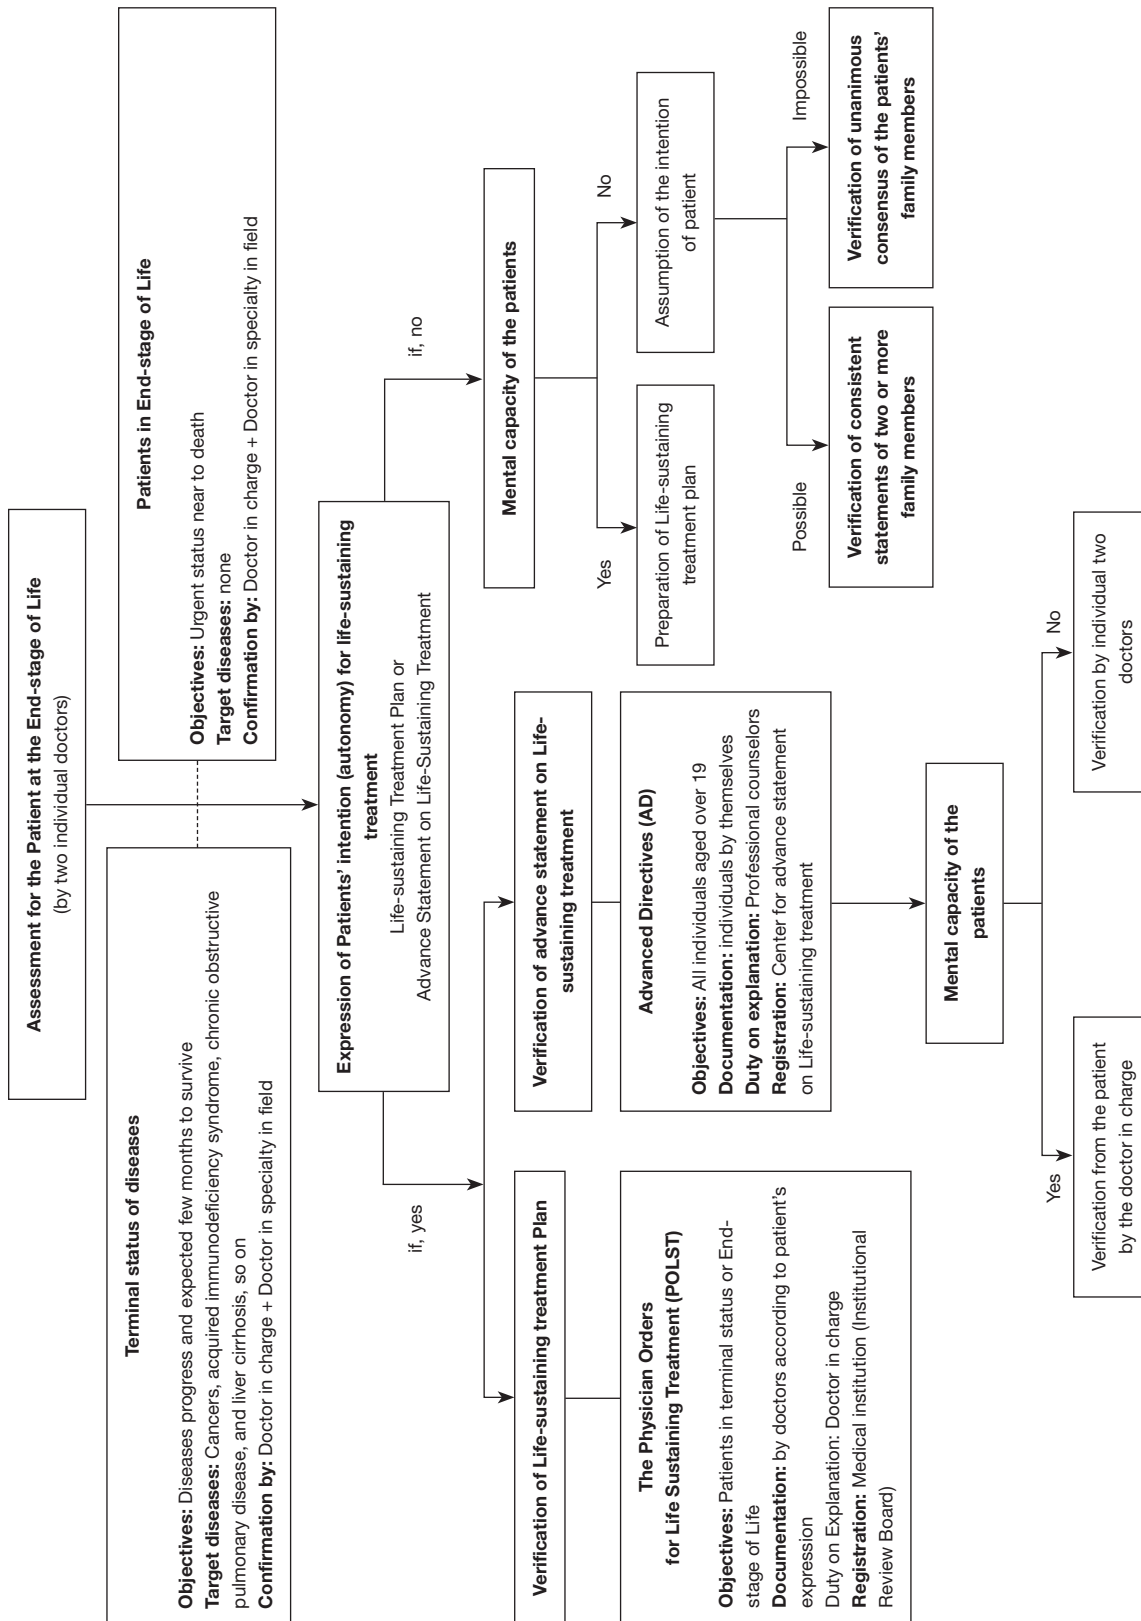 Assessment for the Patient at the End-stage of Life
(by two individual doctors)
Terminal status of diseases
Objectives: Diseases progress and expected few months to survive
Target diseases: Cancers, acquired immunodeficiency syndrome, chronic obstructive
pulmonary disease, and liver cirrhosis, so on
Confirmation by: Doctor in charge + Doctor in specialty in field
Patients in End-stage of Life
Objectives: Urgent status near to death
Target diseases: none
Confirmation by: Doctor in charge + Doctor in specialty in field
Expression of Patients' intention (autonomy) for life-sustaining
treatment
Life-sustaining Treatment Plan or
Advance Statement on Life-Sustaining Treatment
if, yes
if, no
Verification of Life-sustaining treatment Plan
The Physician Orders
for Life Sustaining Treatment (POLST)
Objectives: Patients in terminal status or End-
stage of Life
Documentation: by doctors according to patient's
expression
Duty on Explanation: Doctor in charge
Registration: Medical institution (Institutional
Review Board)
Verification of advance statement on Life-
sustaining treatment
Advanced Directives (AD)
Objectives: All individuals aged over 19
Documentation: individuals by themselves
Duty on explanation: Professional counselors
Registration: Center for advance statement
on Life-sustaining treatment
Mental capacity of the
patients
Yes
No
Verification from the patient
by the doctor in charge
Verification by individual two
doctors
Mental capacity of the patients
Yes
No
Preparation of Life-sustaining
treatment plan
Assumption of the intention
of patient
Possible
Impossible
Verification of consistent
statements of two or more
family members
Verification of unanimous
consensus of the patients'
family members